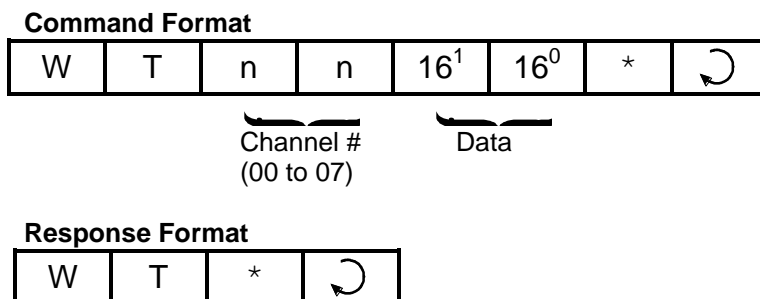 Command Format
W T n n 16¹ 16⁰ *
Channel # Data
(00 to 07)
Response Format
W T *